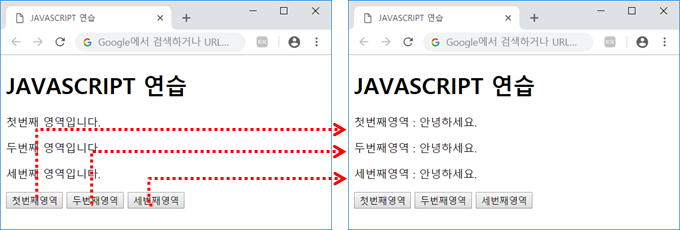 JAVASCRIPT 연습
Google에서 검색하거나 URL...
JAVASCRIPT 연습
첫번째 영역입니다.
두번째 영역입니다.
세번째 영역입니다.
첫번째영역 두번째영역 세번째영역
JAVASCRIPT 연습
Google에서 검색하거나 URL...
JAVASCRIPT 연습
첫번째영역 : 안녕하세요.
두번째영역 : 안녕하세요.
세번째영역 : 안녕하세요.
첫번째영역 두번째영역 세번째영역